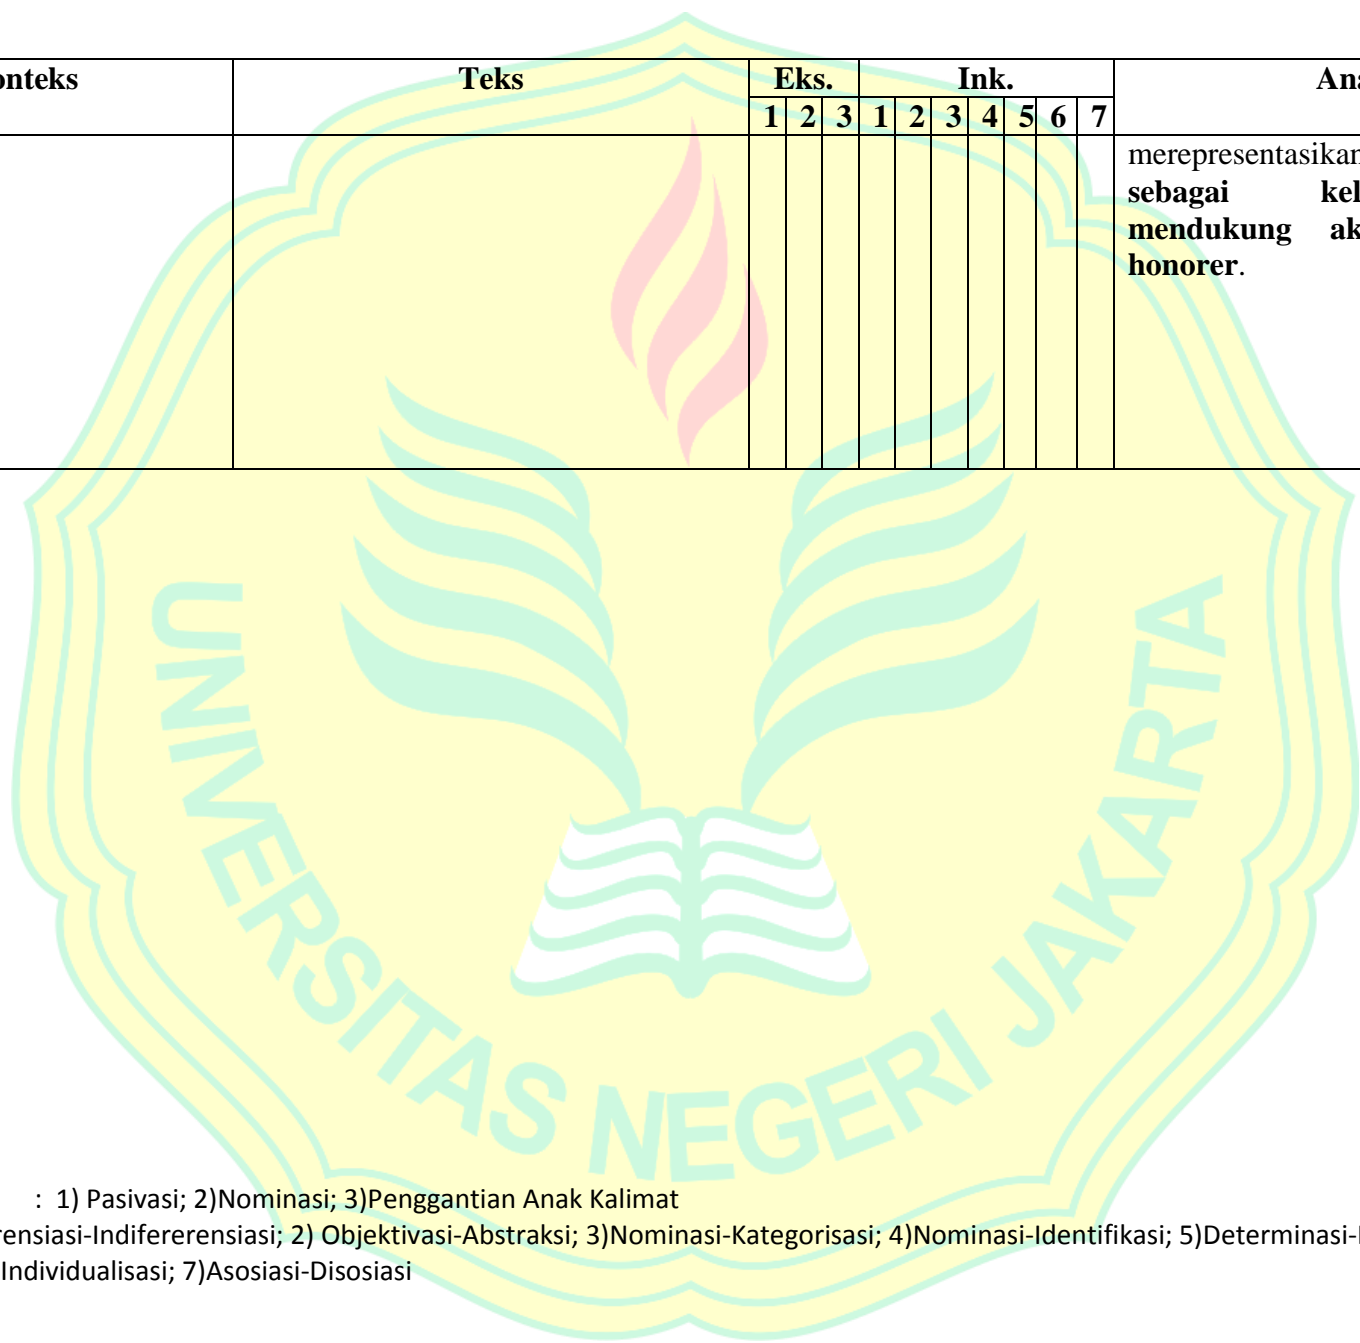 onteks Teks Eks. Ink. Ana
1 2 3 1 2 3 4 5 6 7
merepresentasikan
sebagai kel
mendukung ak
honorer.
UNIVERSITAS NEGERI JAKARTA
: 1) Pasivasi; 2)Nominasi; 3)Penggantian Anak Kalimat
rensiasi-Indifererensiasi; 2) Objektivasi-Abstraksi; 3)Nominasi-Kategorisasi; 4)Nominasi-Identifikasi; 5)Determinasi-I
Individualisasi; 7)Asosiasi-Disosiasi